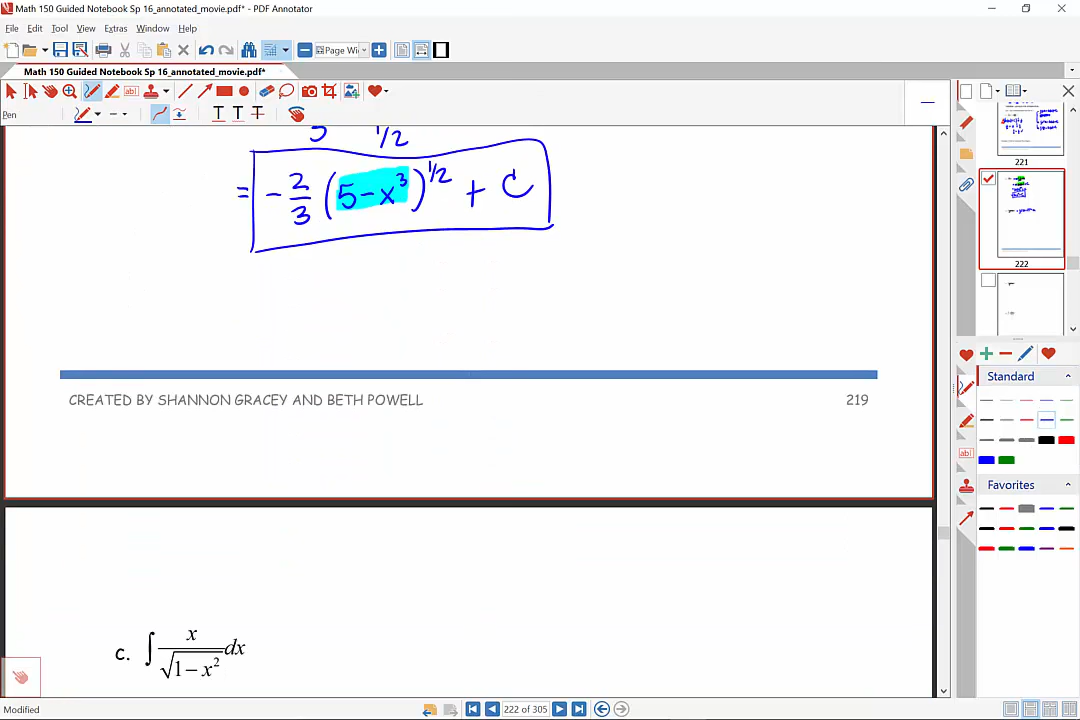 Math 150 Guided Notebook Sp 16_annotated_movie.pdf* - PDF Annotator
File Edit Tool View Extras Window Help
Page Wi
Math 150 Guided Notebook Sp 16_annotated_movie.pdf*
Pen
1/2
= -2/3 (5-x³)^1/2 + C
CREATED BY SHANNON GRACEY AND BETH POWELL 219
c. ∫ x/√(1-x²) dx
221
222
Standard
Favorites
Modified
222 of 305